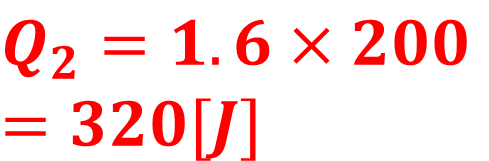 Q₂ = 1.6 × 200
= 320[J]